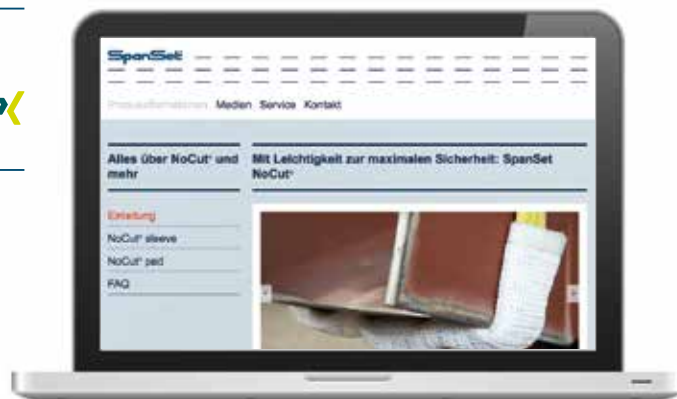 SpanSet
Produktinformationen Medien Service Kontakt
Alles über NoCut® und
mehr
Mit Leichtigkeit zur maximalen Sicherheit: SpanSet
NoCut®
Einleitung
NoCut® sleeve
NoCut® pad
FAQ